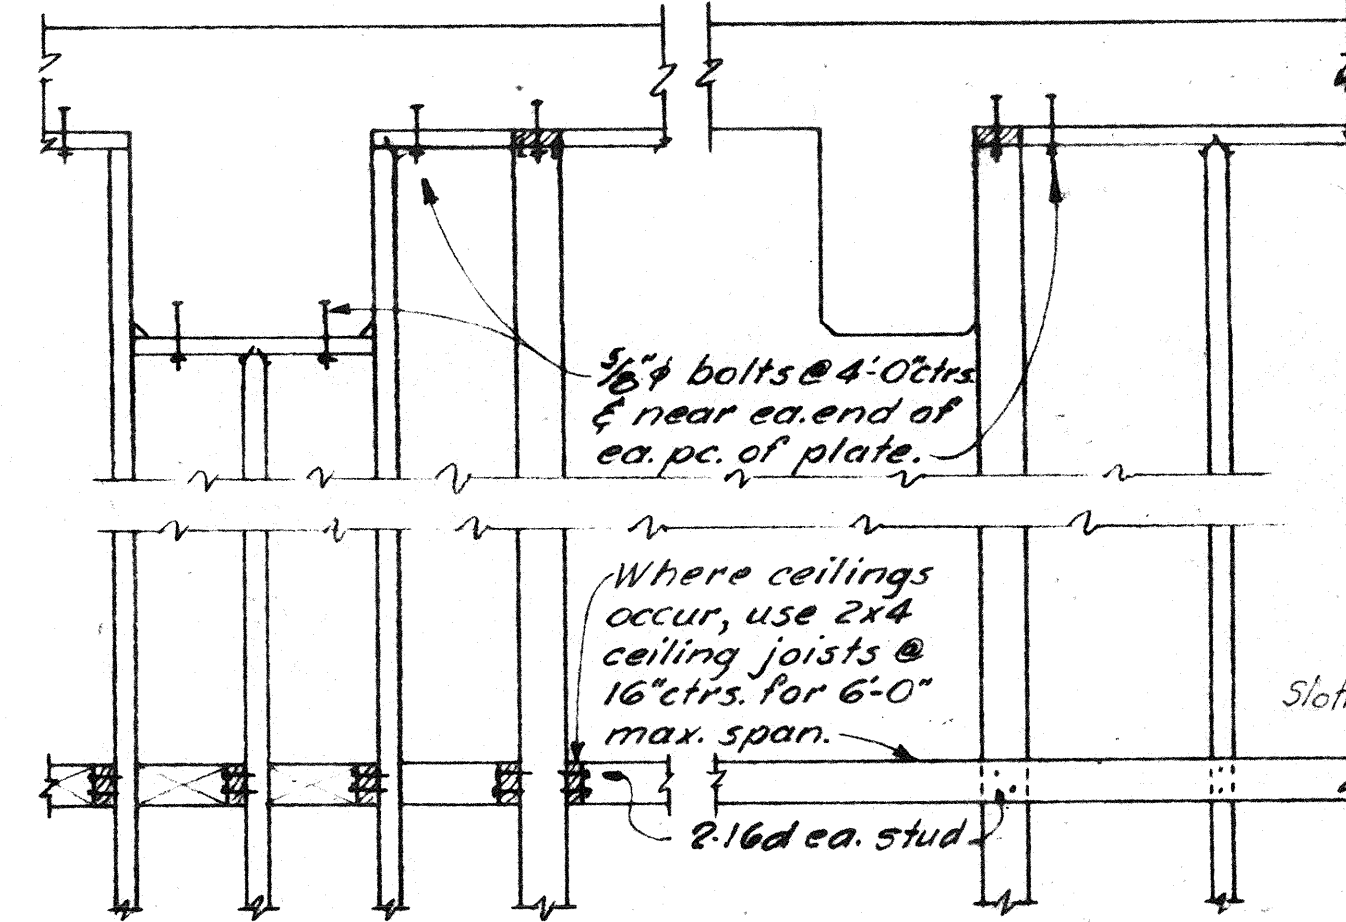 5/8"ϕ bolts @ 4'-0"ctrs.
& near ea. end of
ea. pc. of plate.
Where ceilings
occur, use 2x4
ceiling joists @
16"ctrs. for 6'-0"
max. span.
2-16d ea. stud